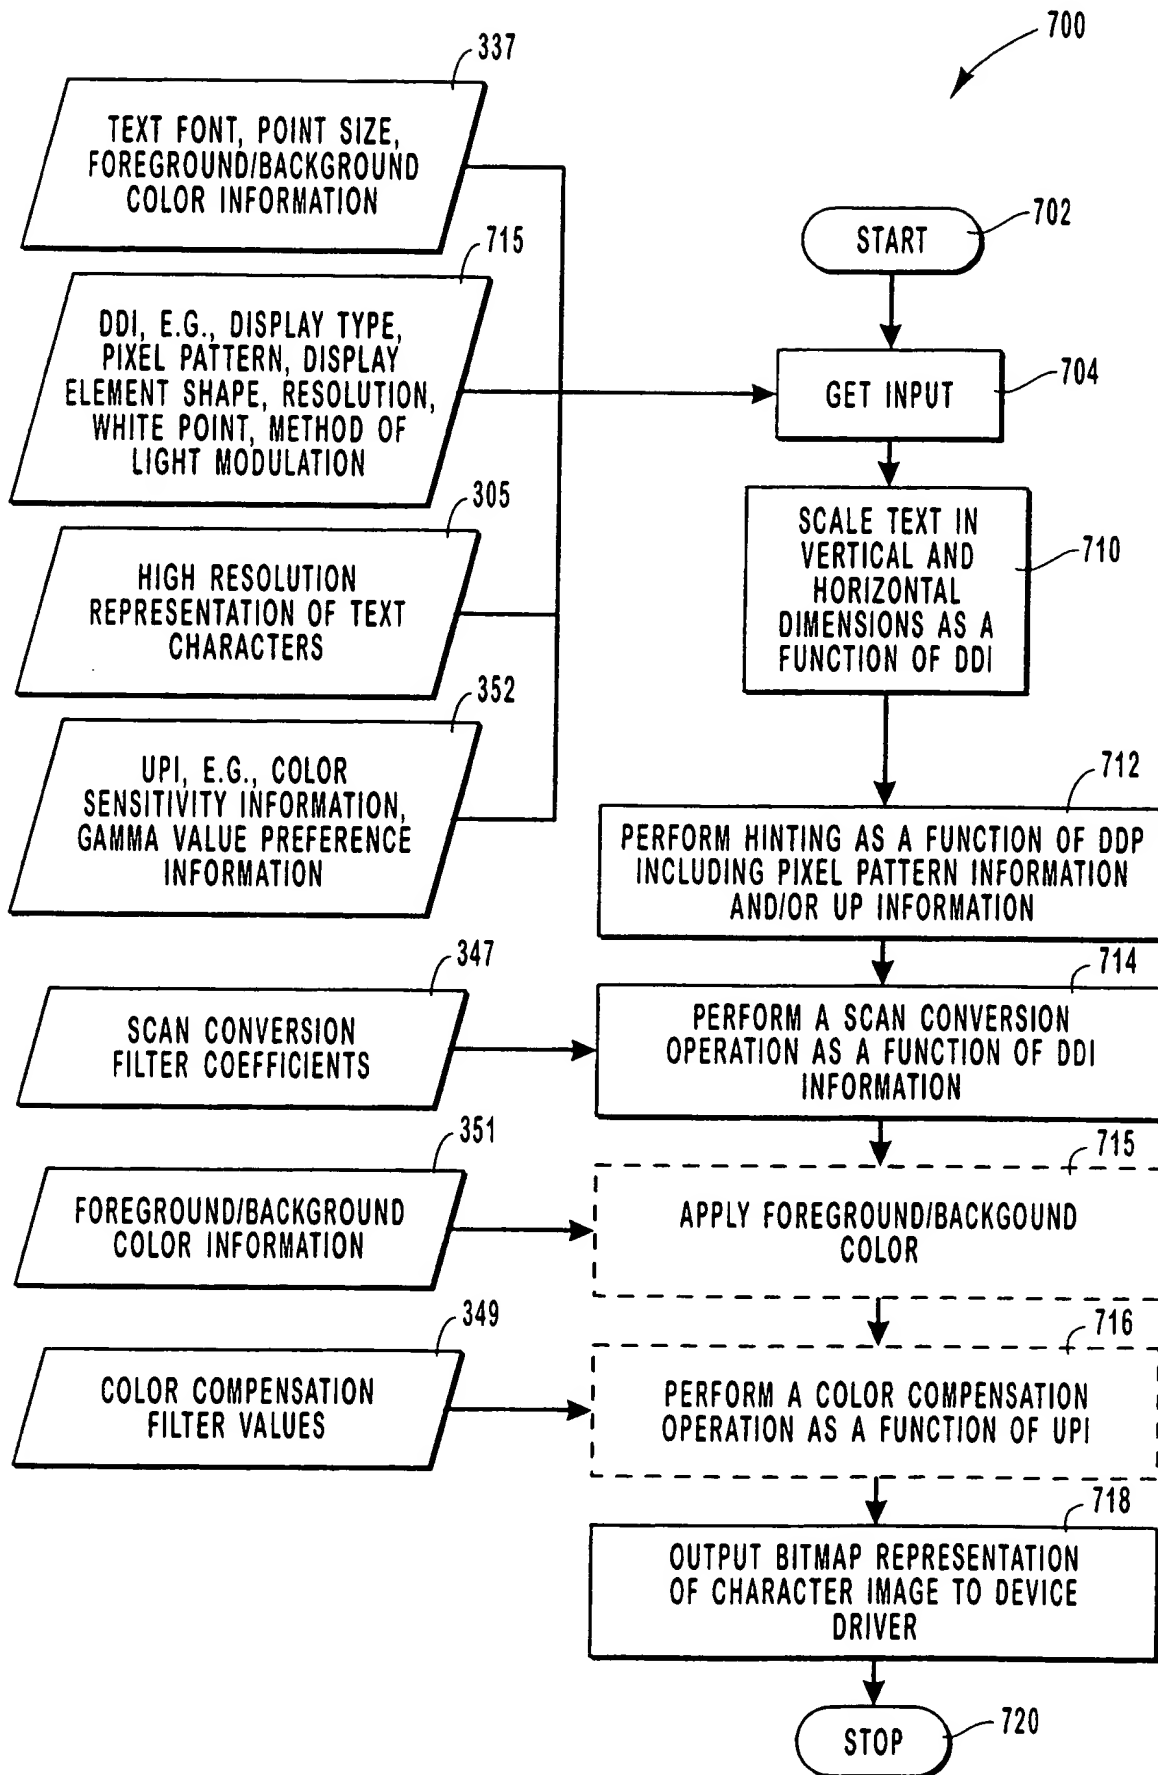 700
337
TEXT FONT, POINT SIZE,
FOREGROUND/BACKGROUND
COLOR INFORMATION
702
START
715
DDI, E.G., DISPLAY TYPE,
PIXEL PATTERN, DISPLAY
ELEMENT SHAPE, RESOLUTION,
WHITE POINT, METHOD OF
LIGHT MODULATION
704
GET INPUT
305
HIGH RESOLUTION
REPRESENTATION OF TEXT
CHARACTERS
710
SCALE TEXT IN
VERTICAL AND
HORIZONTAL
DIMENSIONS AS A
FUNCTION OF DDI
352
UPI, E.G., COLOR
SENSITIVITY INFORMATION,
GAMMA VALUE PREFERENCE
INFORMATION
712
PERFORM HINTING AS A FUNCTION OF DDP
INCLUDING PIXEL PATTERN INFORMATION
AND/OR UP INFORMATION
347
SCAN CONVERSION
FILTER COEFFICIENTS
714
PERFORM A SCAN CONVERSION
OPERATION AS A FUNCTION OF DDI
INFORMATION
351
FOREGROUND/BACKGROUND
COLOR INFORMATION
715
APPLY FOREGROUND/BACKGOUND
COLOR
349
COLOR COMPENSATION
FILTER VALUES
716
PERFORM A COLOR COMPENSATION
OPERATION AS A FUNCTION OF UPI
718
OUTPUT BITMAP REPRESENTATION
OF CHARACTER IMAGE TO DEVICE
DRIVER
STOP
720